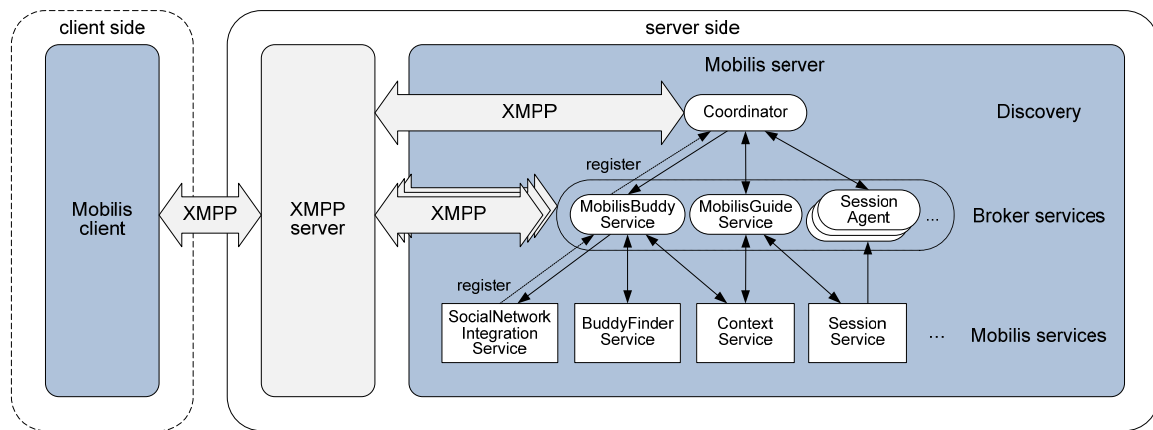 client side
server side
Mobilis server
XMPP
Coordinator
Discovery
register
Mobilis
client
XMPP
XMPP
server
XMPP
MobilisBuddy
Service
MobilisGuide
Service
Session
Agent
...
Broker services
register
SocialNetwork
Integration
Service
BuddyFinder
Service
Context
Service
Session
Service
...
Mobilis services